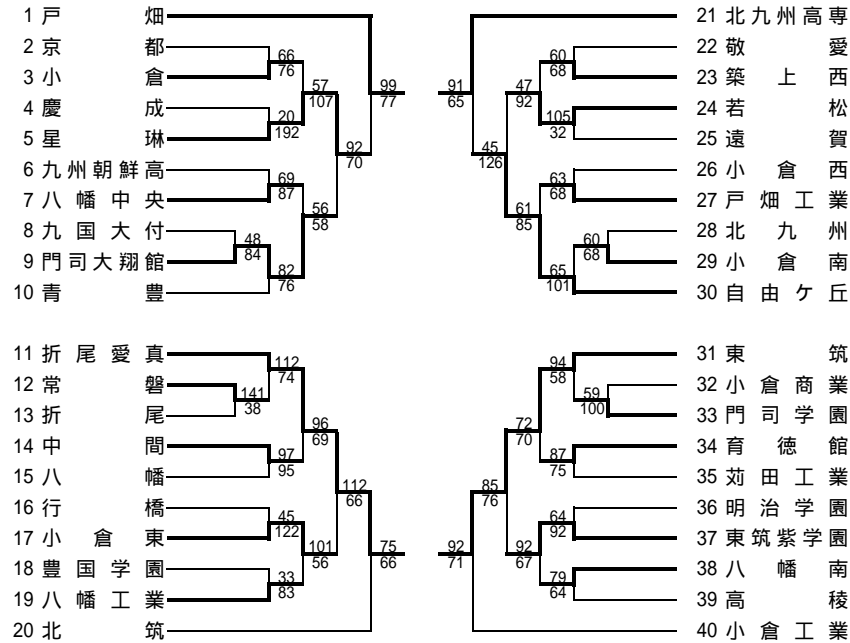 1 戸畑
2 京都
3 小倉
4 慶成
5 星琳
6 九州朝鮮高
7 八幡中央
8 九国大付
9 門司大翔館
10 青豊
66
76
20
192
57
107
69
87
48
84
82
76
56
58
92
70
99
77
11 折尾愛真
12 常磐
13 折尾
14 中間
15 八幡
16 行橋
17 小倉東
18 豊国学園
19 八幡工業
20 北筑
112
74
141
38
97
95
96
69
45
122
33
83
101
56
112
66
75
66
21 北九州高専
22 敬愛
23 築上西
24 若松
25 遠賀
26 小倉西
27 戸畑工業
28 北九州
29 小倉南
30 自由ケ丘
60
68
105
32
47
92
63
68
60
68
65
101
61
85
45
126
91
65
31 東筑
32 小倉商業
33 門司学園
34 育徳館
35 苅田工業
36 明治学園
37 東筑紫学園
38 八幡南
39 高稜
40 小倉工業
94
58
59
100
87
75
72
70
64
92
79
64
92
67
85
76
92
71